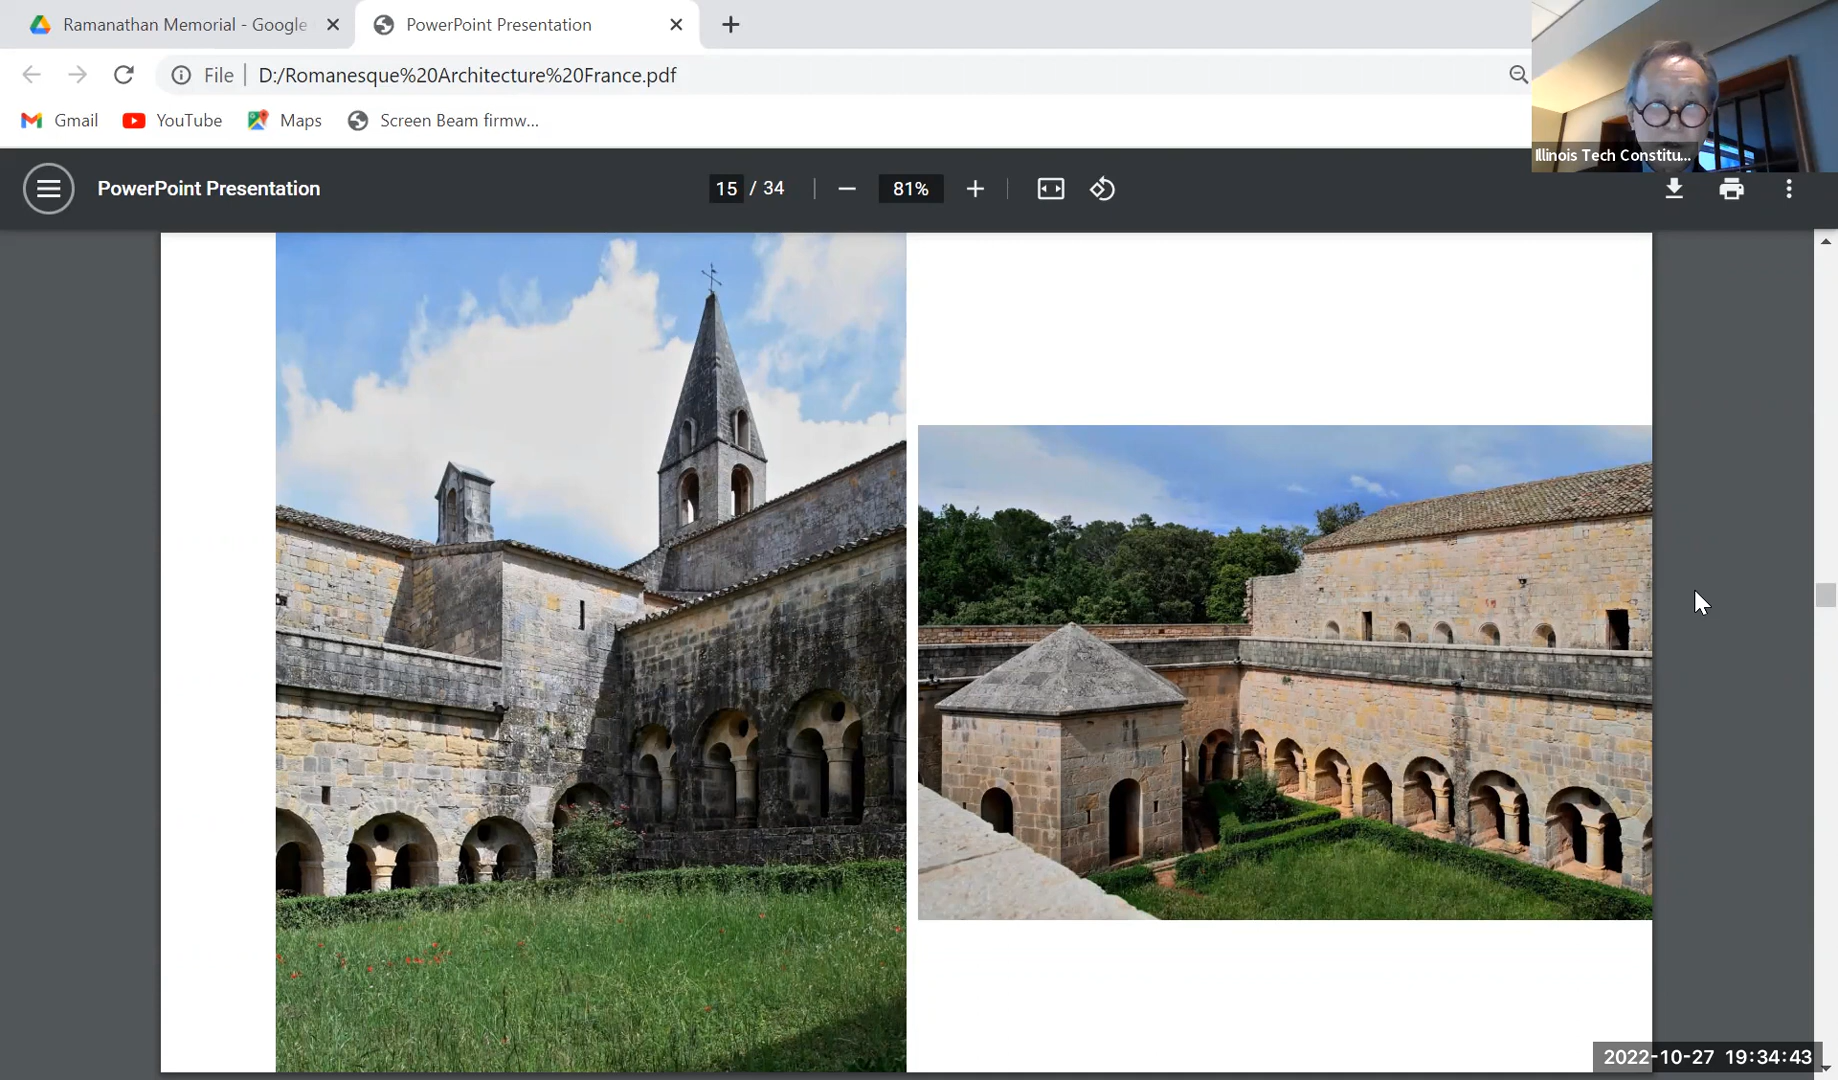 Ramanathan Memorial - Google
PowerPoint Presentation
File
D:/Romanesque%20Architecture%20France.pdf
Gmail
YouTube
Maps
Screen Beam firmw...
Illinois Tech Constitu...
PowerPoint Presentation
15 / 34
81%
2022-10-27 19:34:43